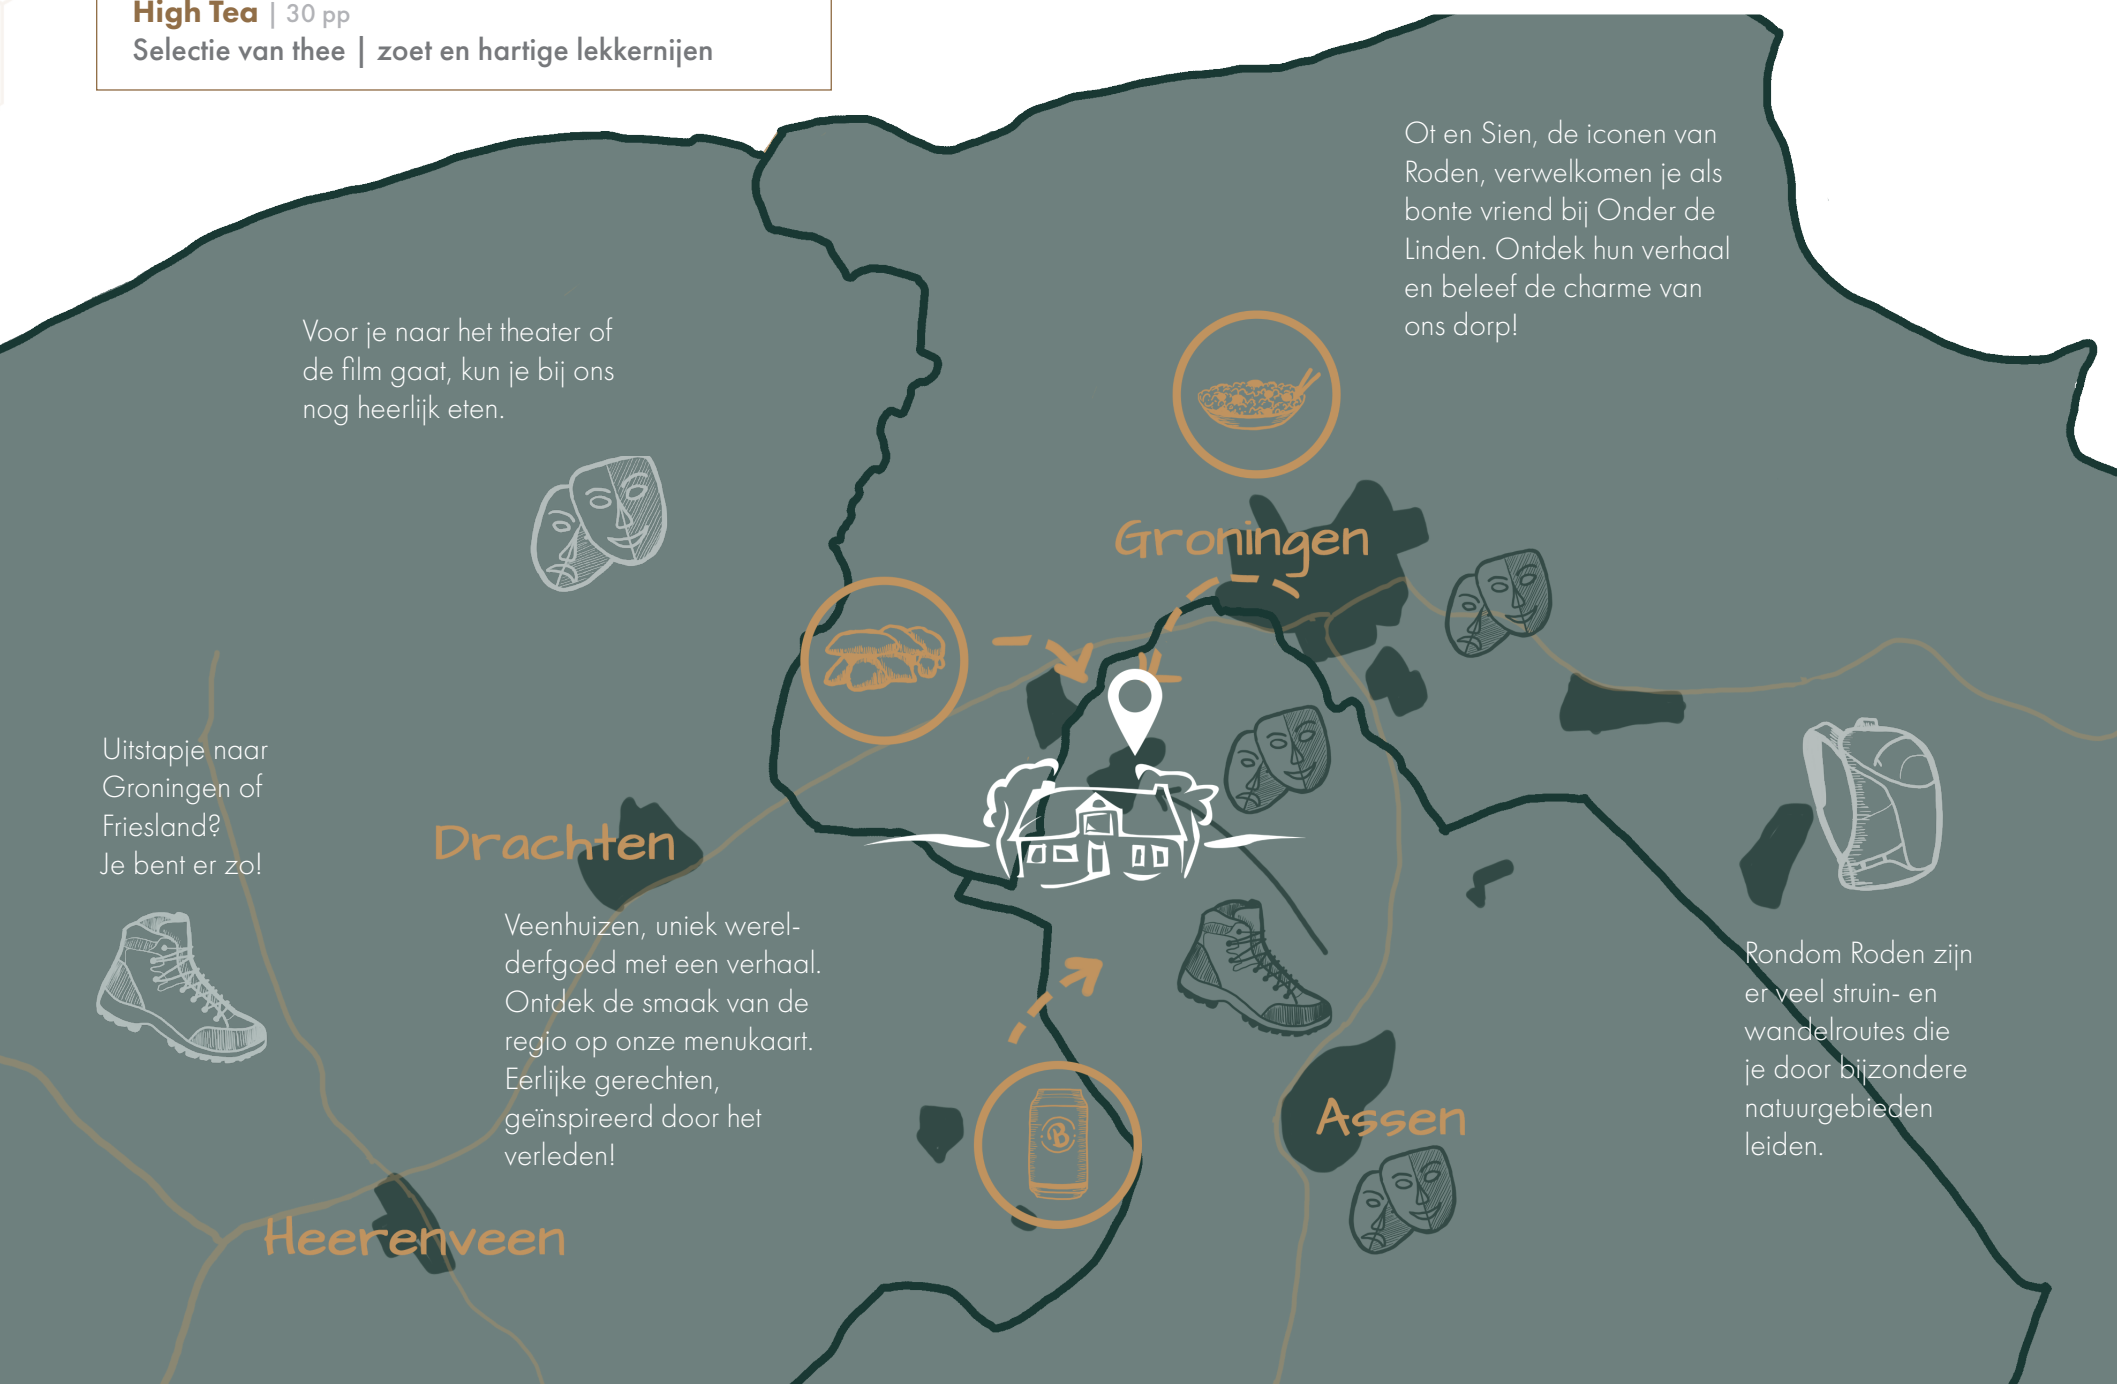 High Tea | 30 pp
Selectie van thee | zoet en hartige lekkernijen
Ot en Sien, de iconen van
Roden, verwelkomen je als
bonte vriend bij Onder de
Linden. Ontdek hun verhaal
en beleef de charme van
ons dorp!
Voor je naar het theater of
de film gaat, kun je bij ons
nog heerlijk eten.
Groningen
Uitstapje naar
Groningen of
Friesland?
Je bent er zo!
Drachten
Veenhuizen, uniek werel-
derfgoed met een verhaal.
Ontdek de smaak van de
regio op onze menukaart.
Eerlijke gerechten,
geïnspireerd door het
verleden!
Rondom Roden zijn
er veel struin- en
wandelroutes die
je door bijzondere
natuurgebieden
leiden.
B
Assen
Heerenveen